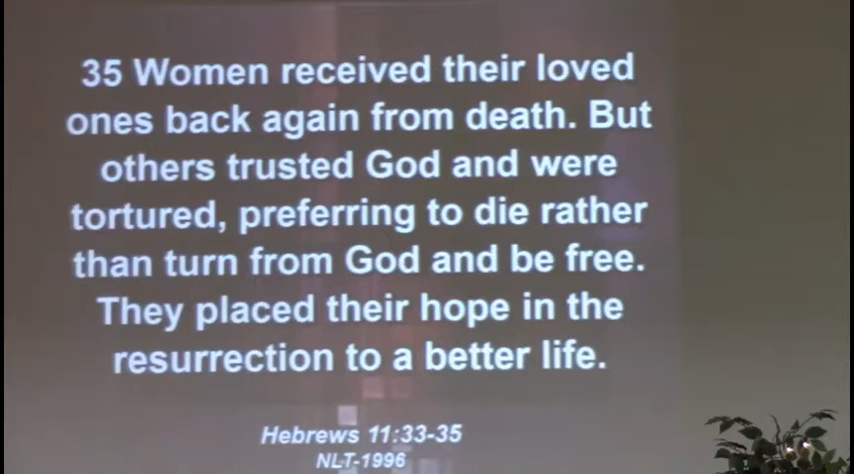 35 Women received their loved
ones back again from death. But
others trusted God and were
tortured, preferring to die rather
than turn from God and be free.
They placed their hope in the
resurrection to a better life.
Hebrews 11:33-35
NLT-1996